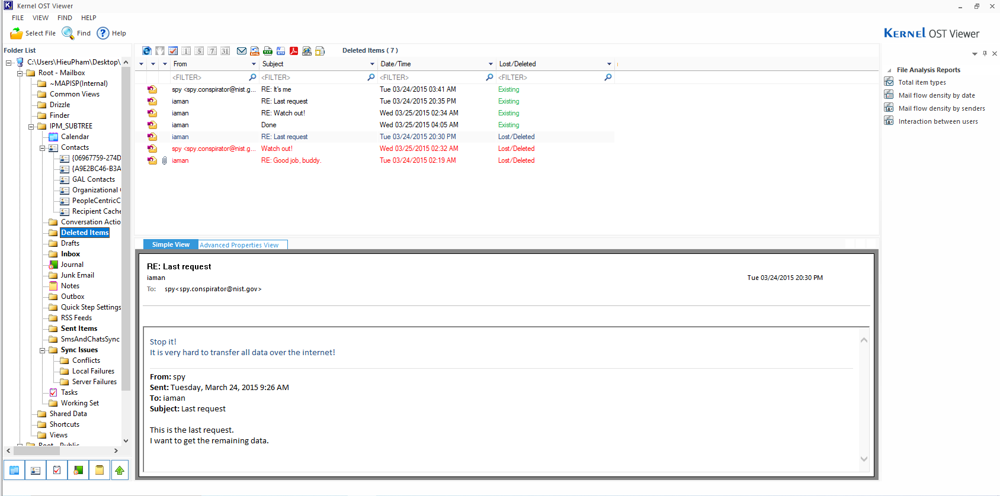 Kernel OST Viewer
FILE VIEW FIND HELP
Select File Find Help
KERNEL OST Viewer
Folder List
C:\Users\HieuPham\Desktop\
Root - Mailbox
~MAPISP(Internal)
Common Views
Drizzle
Finder
IPM_SUBTREE
Calendar
Contacts
{06967759-274D
{A9E2BC46-B3A
GAL Contacts
Organizational
PeopleCentricC
Recipient Cache
Conversation Actio
Deleted Items
Drafts
Inbox
Journal
Junk Email
Notes
Outbox
Quick Step Settings
RSS Feeds
Sent Items
SmsAndChatsSync
Sync Issues
Conflicts
Local Failures
Server Failures
Tasks
Working Set
Shared Data
Shortcuts
Views
Root - Public
1 5 7 31
Deleted Items ( 7 )
From Subject Date/Time Lost/Deleted
<FILTER> <FILTER> <FILTER> <FILTER>
spy <spy.conspirator@nist.g... RE: It's me Tue 03/24/2015 03:41 AM Existing
iaman RE: Last request Tue 03/24/2015 20:35 PM Existing
iaman RE: Watch out! Wed 03/25/2015 02:34 AM Existing
iaman Done Wed 03/25/2015 04:05 AM Existing
iaman RE: Last request Tue 03/24/2015 20:30 PM Lost/Deleted
spy <spy.conspirator@nist.g... Watch out! Wed 03/25/2015 02:32 AM Lost/Deleted
iaman RE: Good job, buddy. Tue 03/24/2015 02:19 AM Lost/Deleted
Simple View Advanced Properties View
RE: Last request
iaman Tue 03/24/2015 20:30 PM
To: spy<spy.conspirator@nist.gov>
Stop it!
It is very hard to transfer all data over the internet!
From: spy
Sent: Tuesday, March 24, 2015 9:26 AM
To: iaman
Subject: Last request
This is the last request.
I want to get the remaining data.
File Analysis Reports
Total item types
Mail flow density by date
Mail flow density by senders
Interaction between users